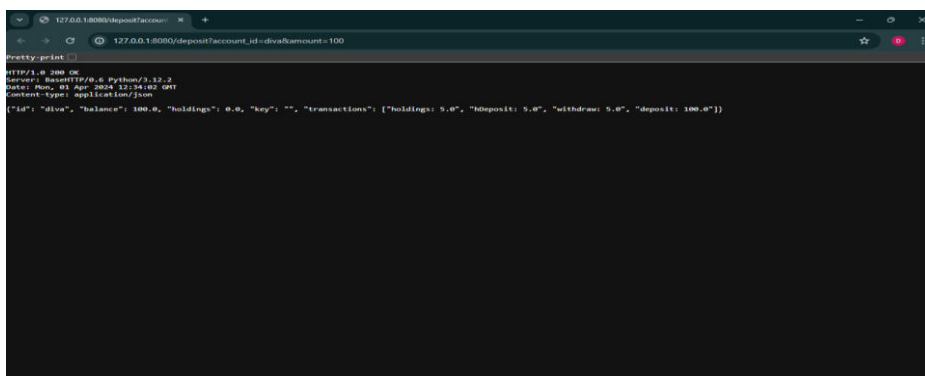 127.0.0.1:8080/deposit?accoun
127.0.0.1:8080/deposit?account_id=diva&amount=100
D
Pretty-print
HTTP/1.0 200 OK
Server: BaseHTTP/0.6 Python/3.12.2
Date: Mon, 01 Apr 2024 12:34:02 GMT
Content-type: application/json
{"id": "diva", "balance": 100.0, "holdings": 0.0, "key": "", "transactions": ["holdings: 5.0", "hDeposit: 5.0", "withdraw: 5.0", "deposit: 100.0"]}